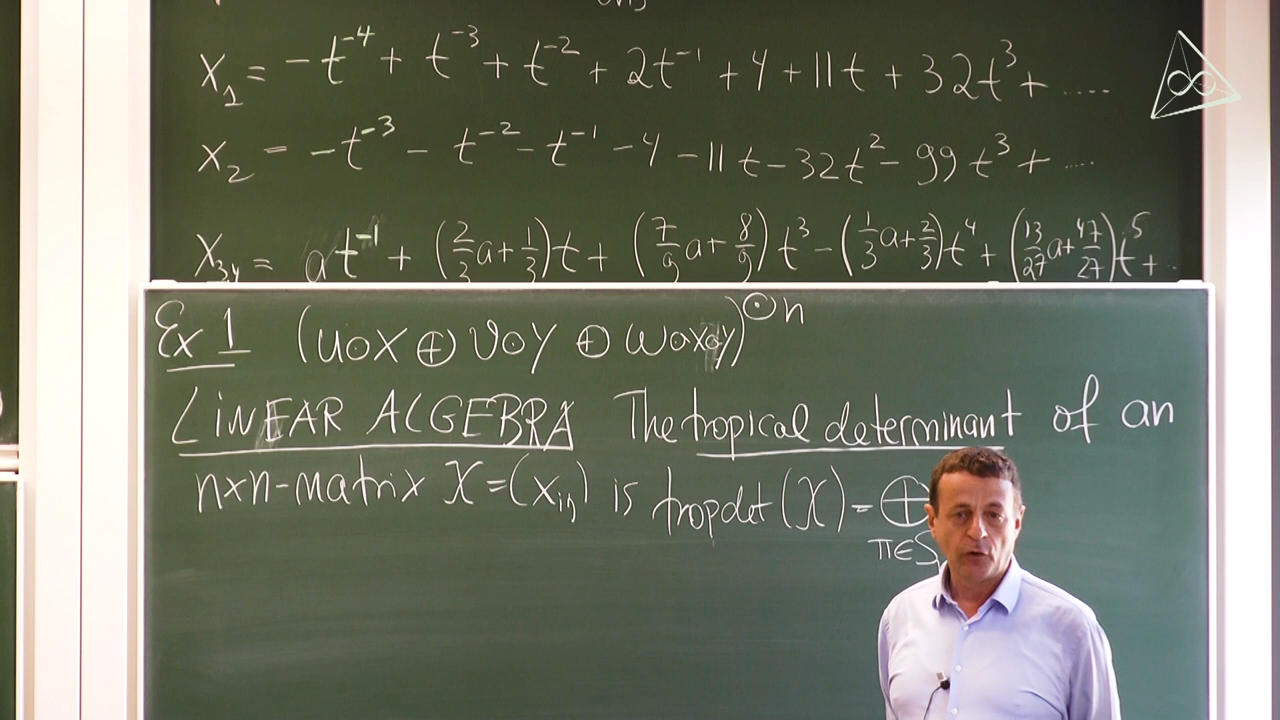 x₁ = -t⁻⁴ + t⁻³ + t⁻² + 2t⁻¹ + 4 + 11t + 32t³ + .....
x₂ = -t⁻³ - t⁻² - t⁻¹ - 4 - 11t - 32t² - 99t³ + ....
x₃,₄ = at⁻¹ + (2/3a+1/3)t + (7/9a+8/9)t³ - (1/3a+2/3)t⁴ + (13/27a+47/27)t⁵ + ..
Ex 1 (u⊙x ⊕ v⊙y ⊕ w⊙x⊙y)^⊙n
LINEAR ALGEBRA The tropical determinant of an
n×n-matrix X=(xᵢⱼ) is tropdet(X) = ⊕
π∈S